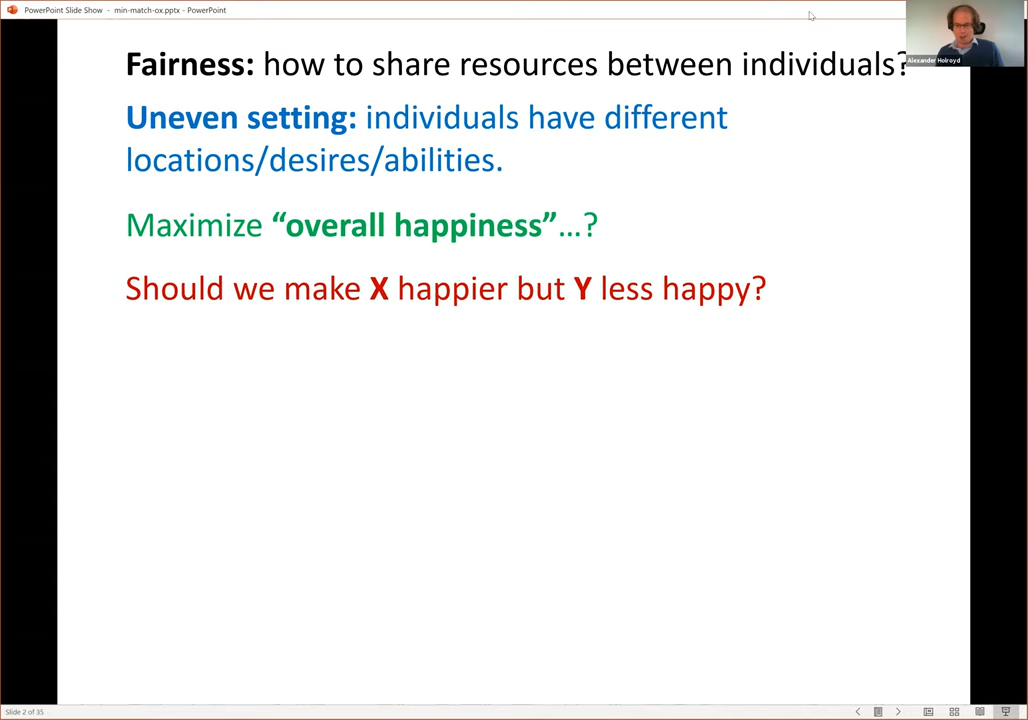 PowerPoint Slide Show - min-match-ox.pptx - PowerPoint
Alexander Holroyd
Fairness: how to share resources between individuals?
Uneven setting: individuals have different
locations/desires/abilities.
Maximize “overall happiness”...?
Should we make X happier but Y less happy?
Slide 2 of 35